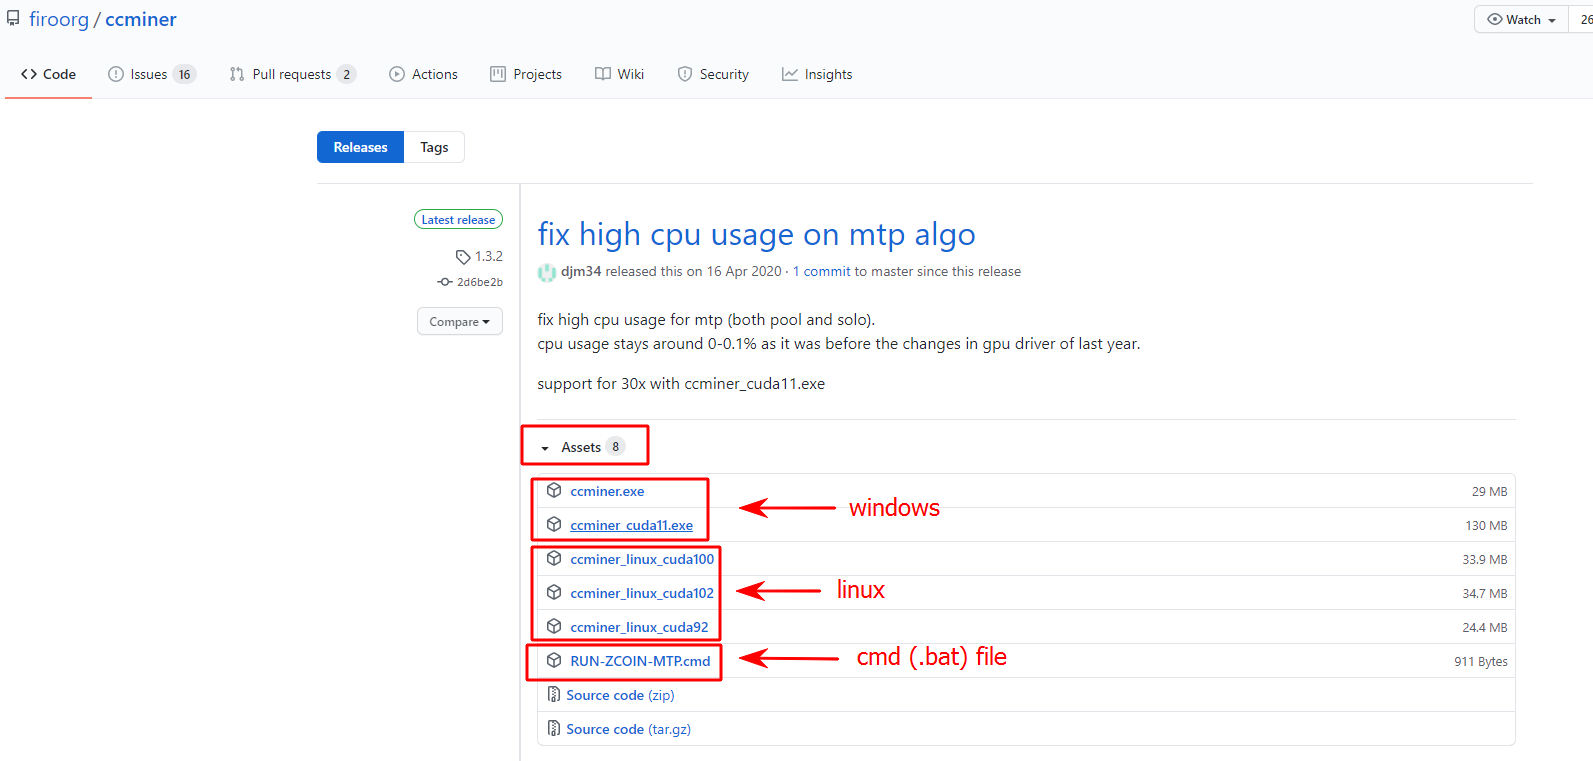 firoorg / ccminer
Watch 26
Code Issues 16 Pull requests 2 Actions Projects Wiki Security Insights
Releases Tags
Latest release
1.3.2
2d6be2b
Compare
fix high cpu usage on mtp algo
djm34 released this on 16 Apr 2020 · 1 commit to master since this release
fix high cpu usage for mtp (both pool and solo).
cpu usage stays around 0-0.1% as it was before the changes in gpu driver of last year.
support for 30x with ccminer_cuda11.exe
Assets 8
ccminer.exe 29 MB
windows
ccminer_cuda11.exe 130 MB
ccminer_linux_cuda100 33.9 MB
ccminer_linux_cuda102 linux 34.7 MB
ccminer_linux_cuda92 24.4 MB
RUN-ZCOIN-MTP.cmd cmd (.bat) file 911 Bytes
Source code (zip)
Source code (tar.gz)